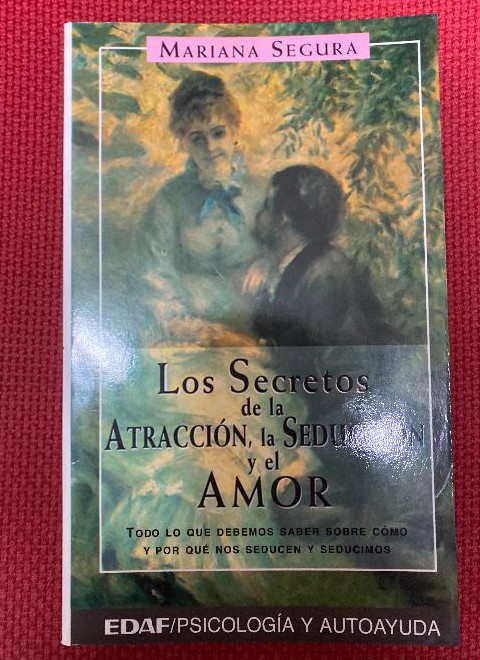 MARIANA SEGURA
LOS SECRETOS
de la
ATRACCIÓN, la SEDUCCIÓN
y el
AMOR
TODO LO QUE DEBEMOS SABER SOBRE CÓMO
Y POR QUÉ NOS SEDUCEN Y SEDUCIMOS
EDAF/PSICOLOGÍA Y AUTOAYUDA